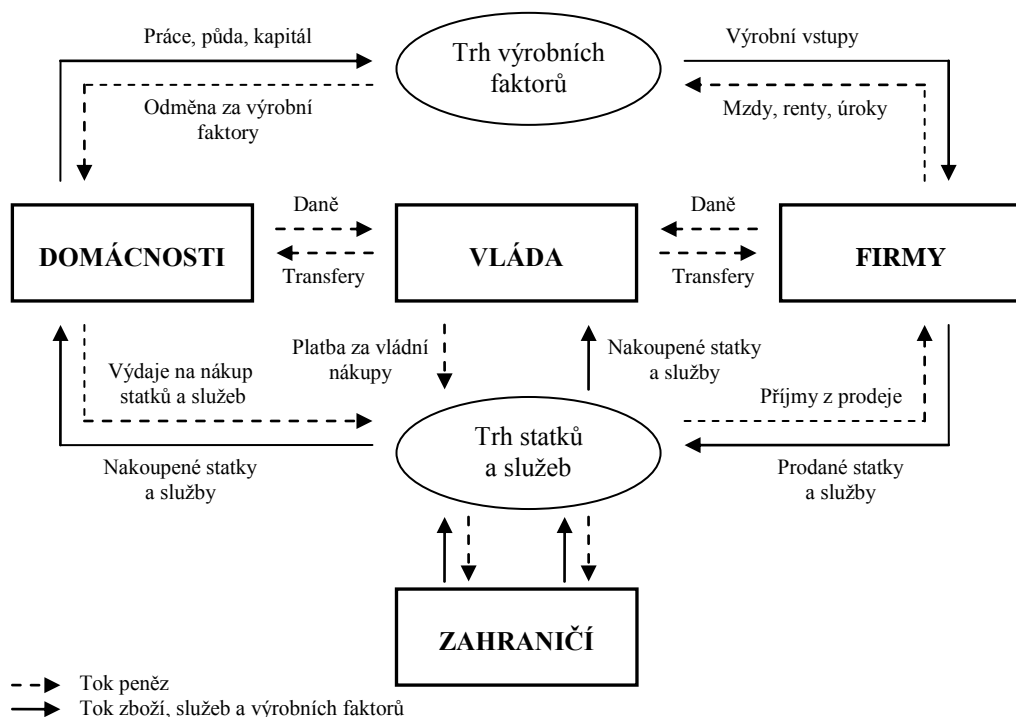 Práce, půda, kapitál
Trh výrobních
faktorů
Výrobní vstupy
Odměna za výrobní
faktory
Mzdy, renty, úroky
Daně
Daně
DOMÁCNOSTI
VLÁDA
FIRMY
Transfery
Transfery
Výdaje na nákup
statků a služeb
Platba za vládní
nákupy
Nakoupené statky
a služby
Příjmy z prodeje
Trh statků
a služeb
Nakoupené statky
a služby
Prodané statky
a služby
ZAHRANIČÍ
Tok peněz
Tok zboží, služeb a výrobních faktorů